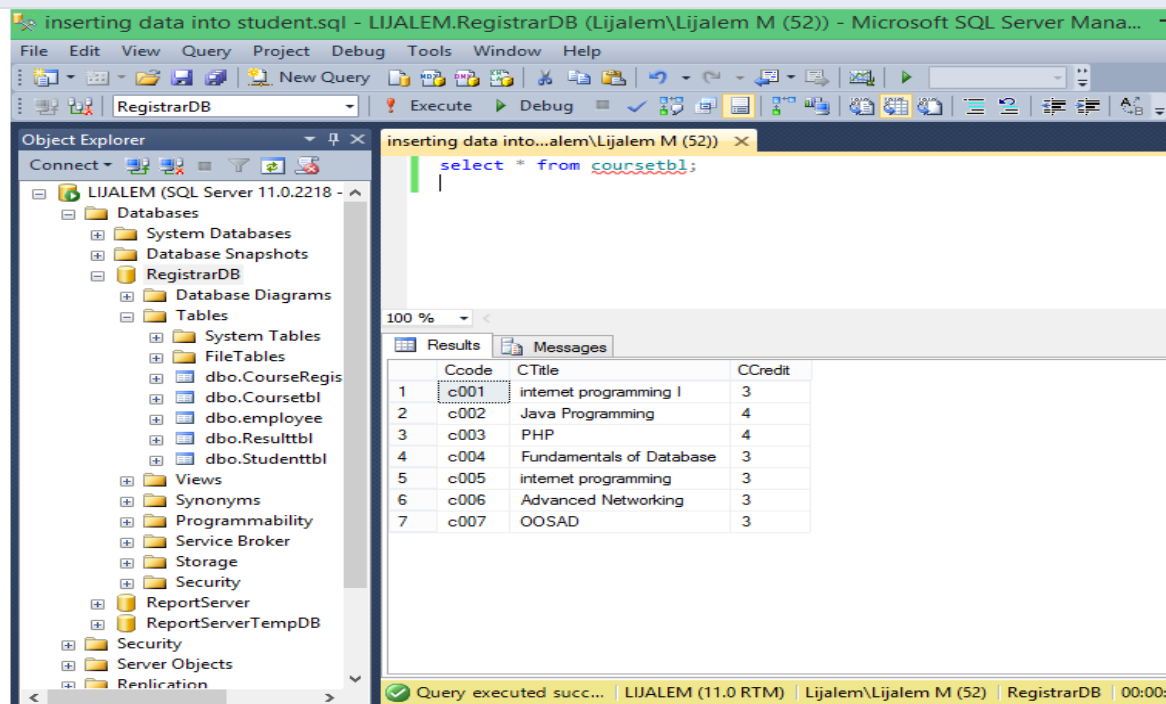 inserting data into student.sql - LIJALEM.RegistrarDB (Lijalem\Lijalem M (52)) - Microsoft SQL Server Mana...
File Edit View Query Project Debug Tools Window Help
New Query
RegistrarDB
Execute Debug
Object Explorer
Connect
LIJALEM (SQL Server 11.0.2218 -
Databases
System Databases
Database Snapshots
RegistrarDB
Database Diagrams
Tables
System Tables
FileTables
dbo.CourseRegis
dbo.Coursetbl
dbo.employee
dbo.Resulttbl
dbo.Studenttbl
Views
Synonyms
Programmability
Service Broker
Storage
Security
ReportServer
ReportServerTempDB
Security
Server Objects
Replication
inserting data into...alem\Lijalem M (52))
select * from coursetbl;
100 %
Results Messages
Ccode CTitle CCredit
1 c001 internet programming I 3
2 c002 Java Programming 4
3 c003 PHP 4
4 c004 Fundamentals of Database 3
5 c005 internet programming 3
6 c006 Advanced Networking 3
7 c007 OOSAD 3
Query executed succ... LIJALEM (11.0 RTM) Lijalem\Lijalem M (52) RegistrarDB 00:00: